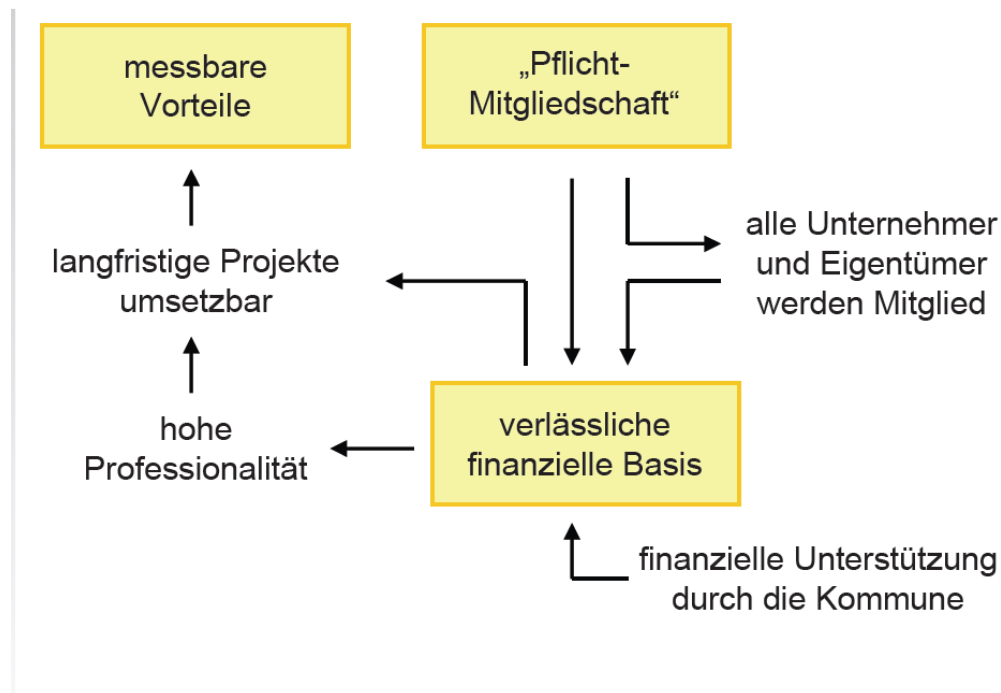 messbare
Vorteile
„Pflicht-
Mitgliedschaft“
alle Unternehmer
und Eigentümer
werden Mitglied
langfristige Projekte
umsetzbar
hohe
Professionalität
verlässliche
finanzielle Basis
finanzielle Unterstützung
durch die Kommune